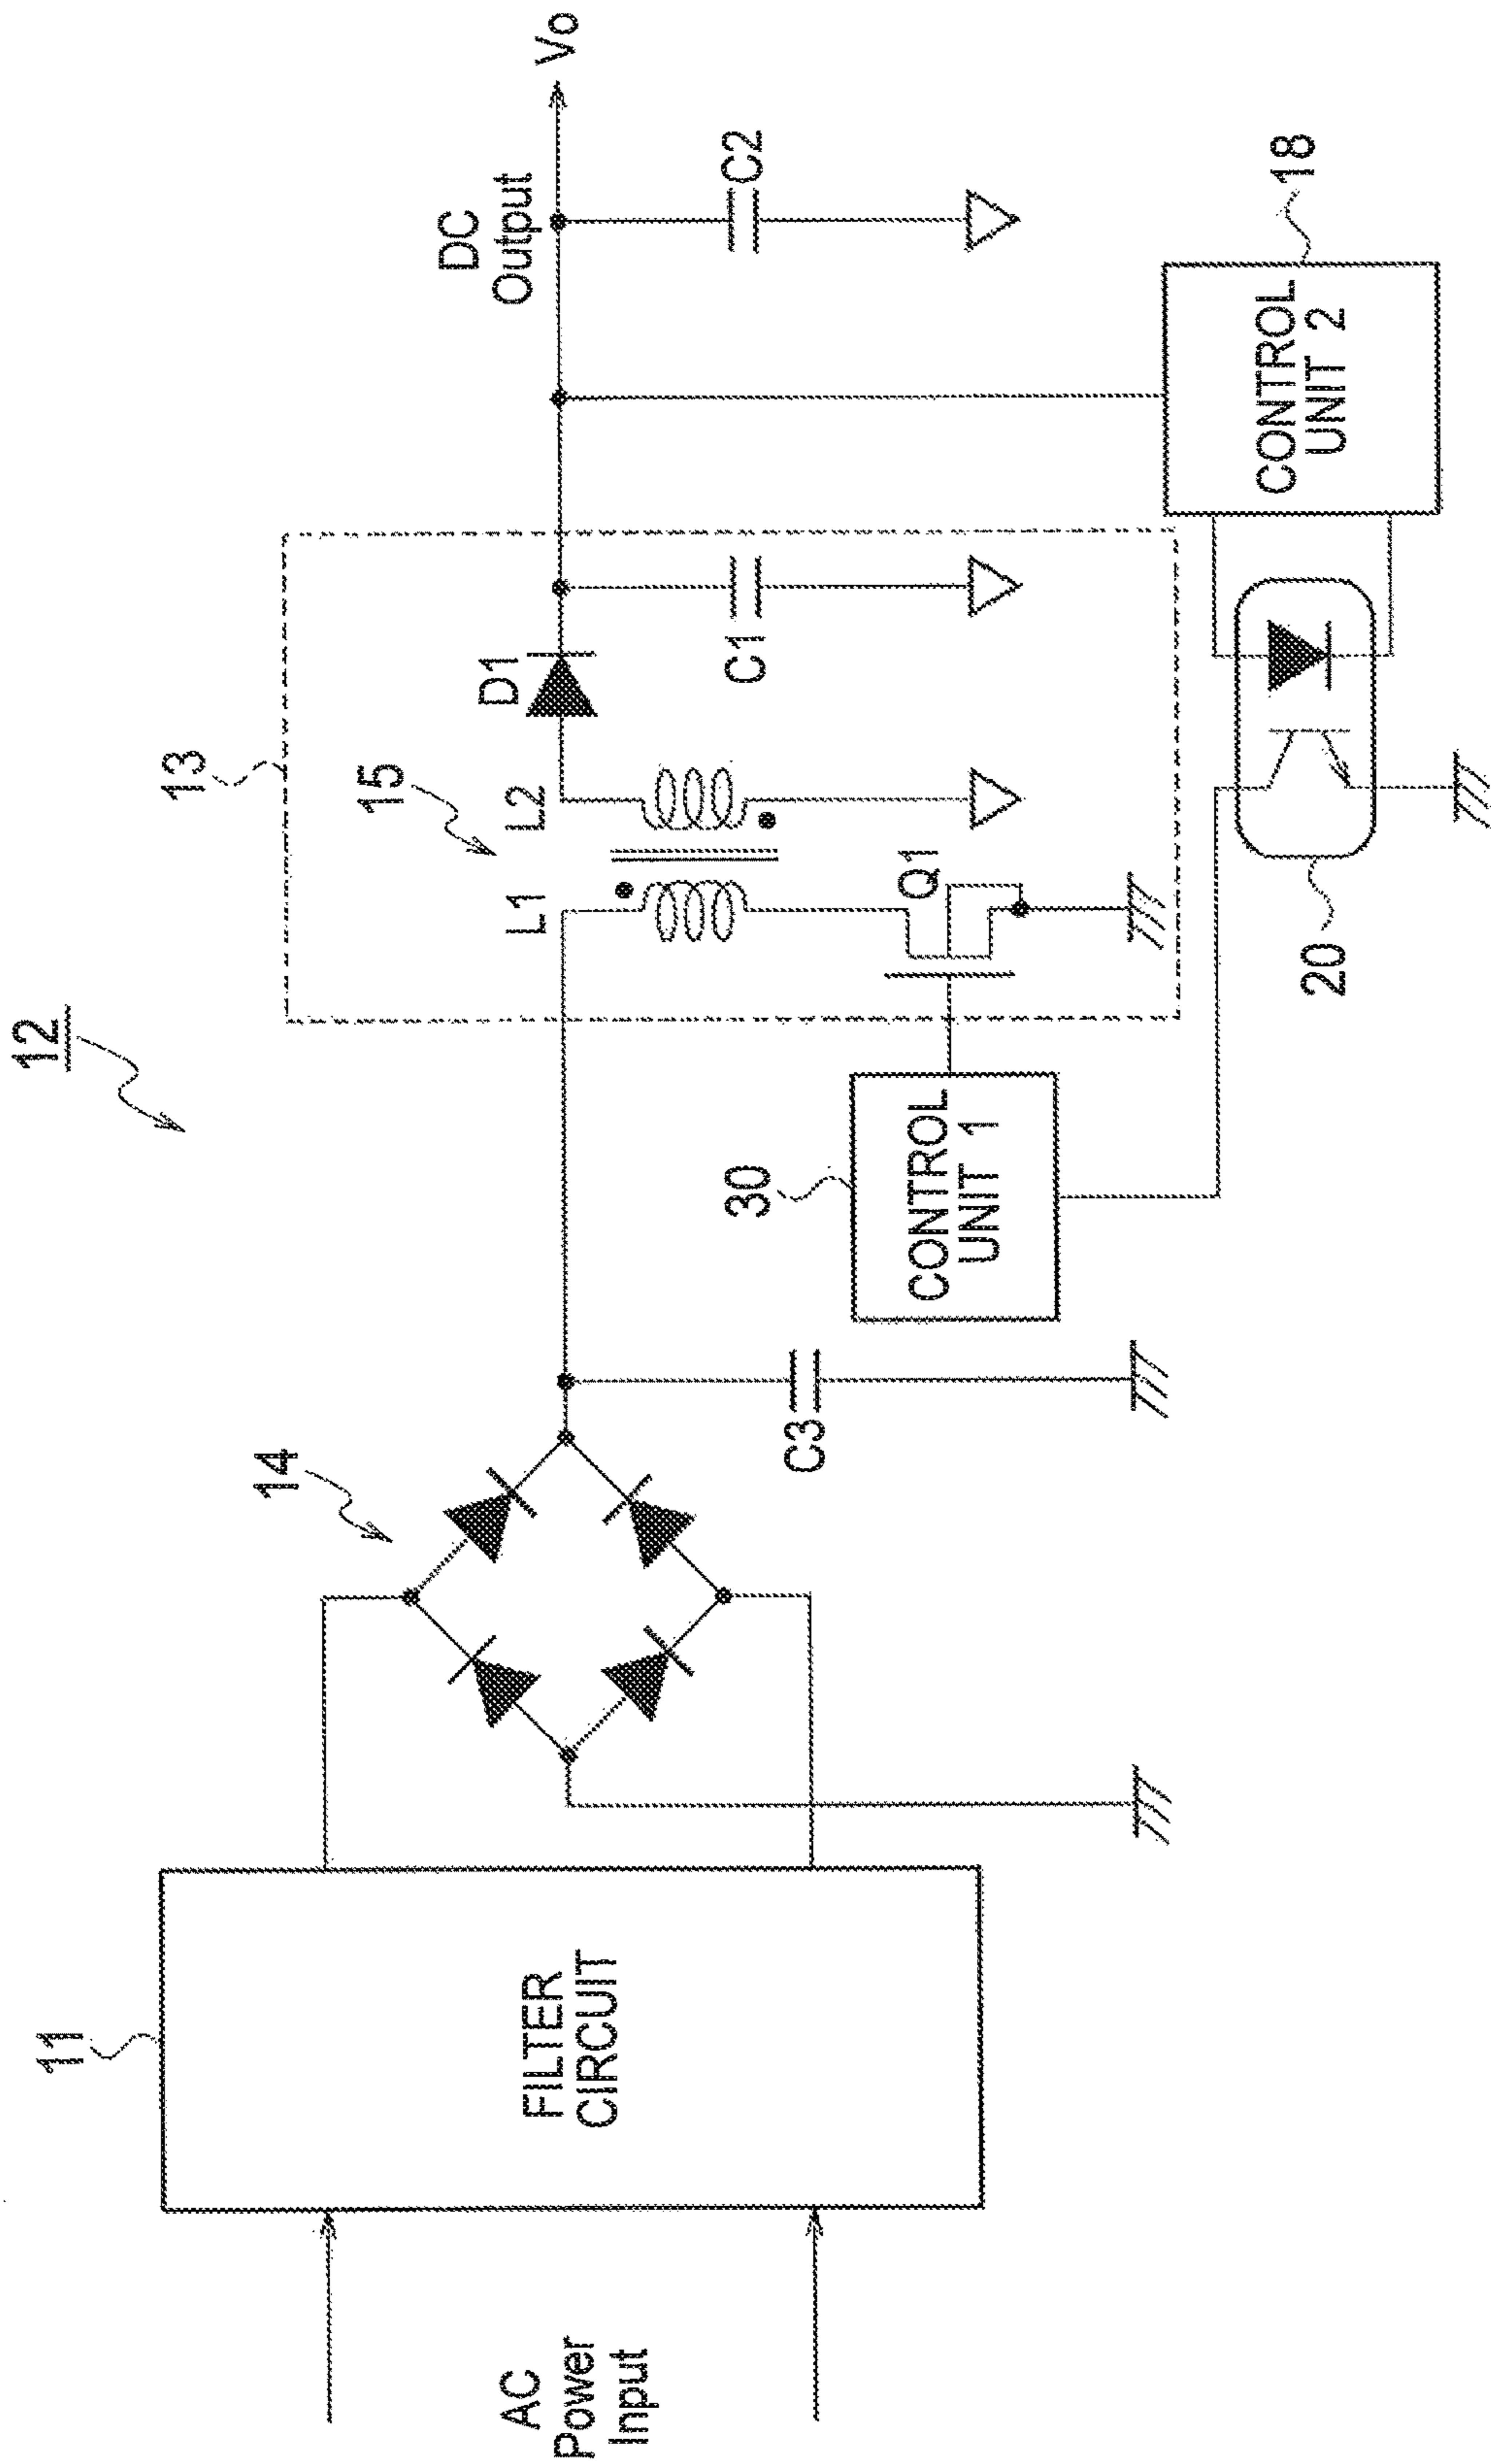 12
11
FILTER
CIRCUIT
AC
Power
Input
14
C3
30
CONTROL
UNIT 1
13
15
L1
L2
D1
C1
Q1
DC
Output
Vo
C2
CONTROL
UNIT 2
18
20